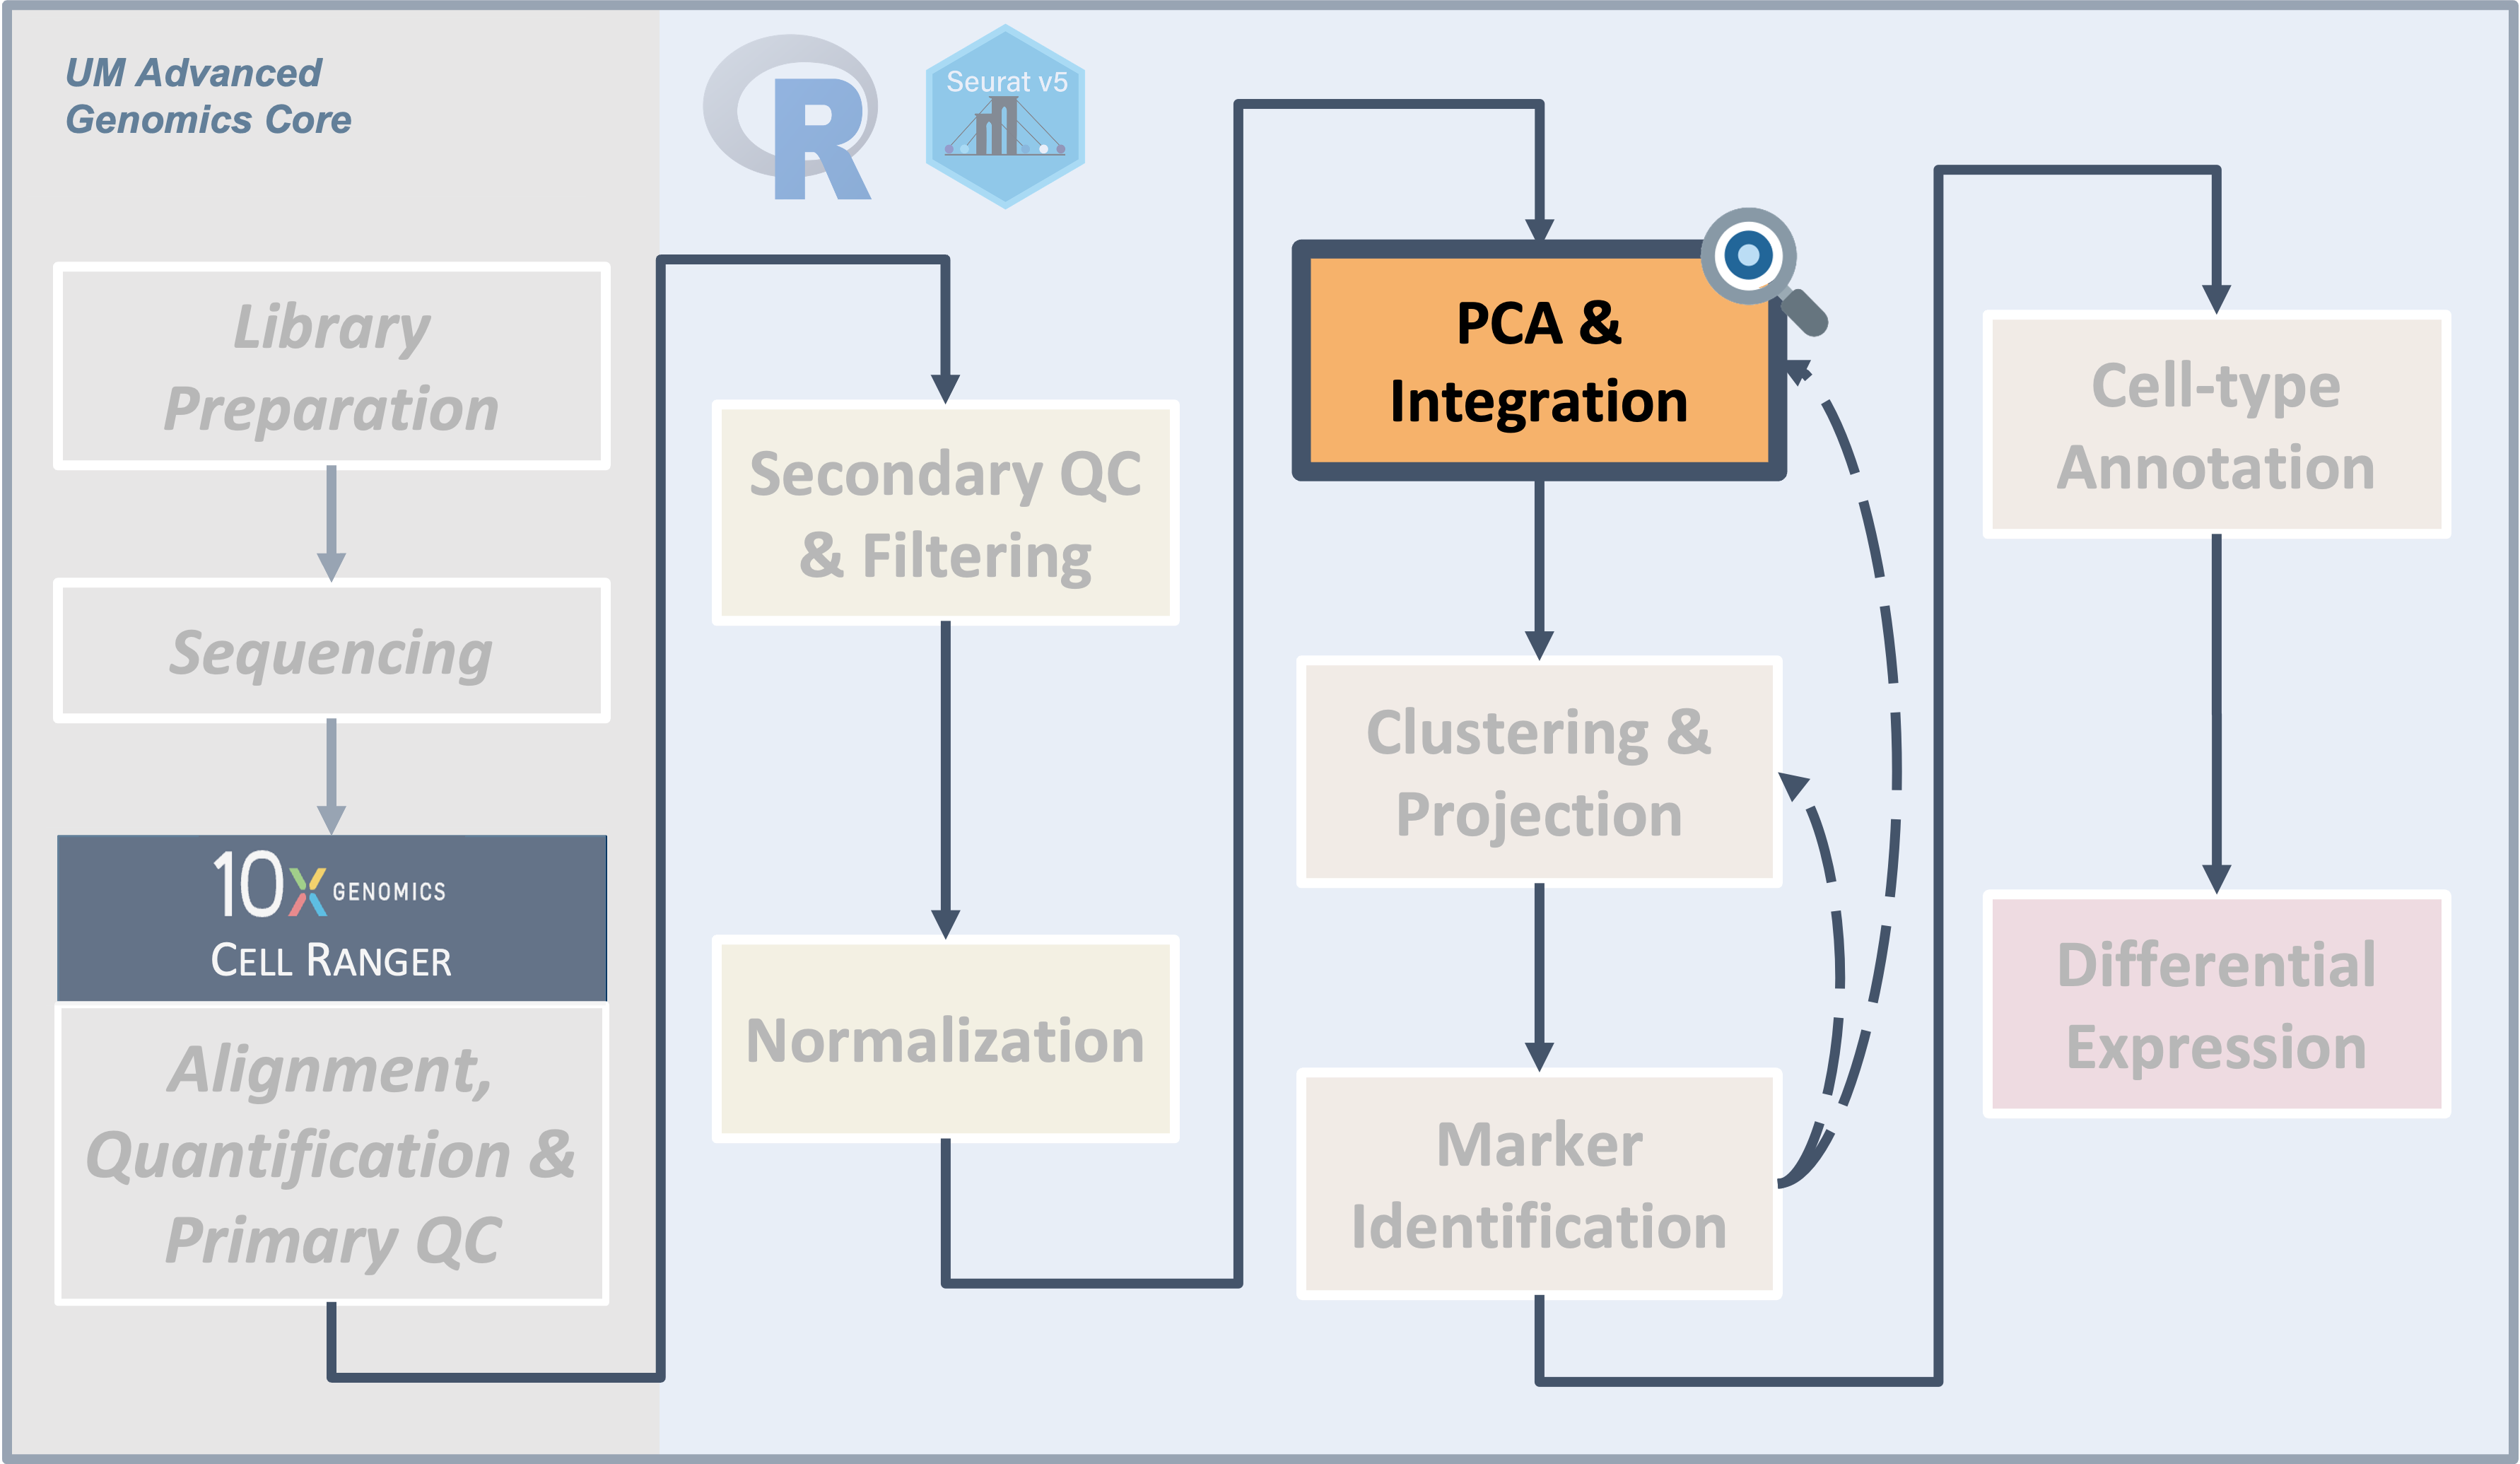 UM Advanced
Genomics Core
Library
Preparation
Sequencing
10x GENOMICS
CELL RANGER
Alignment,
Quantification &
Primary QC
R
Seurat v5
Secondary QC
& Filtering
Normalization
PCA &
Integration
Clustering &
Projection
Marker
Identification
Cell-type
Annotation
Differential
Expression